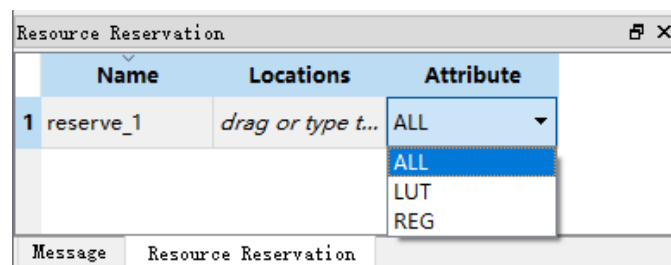 Resource Reservation
Name Locations Attribute
1 reserve_1 drag or type t... ALL
ALL
LUT
REG
Message Resource Reservation